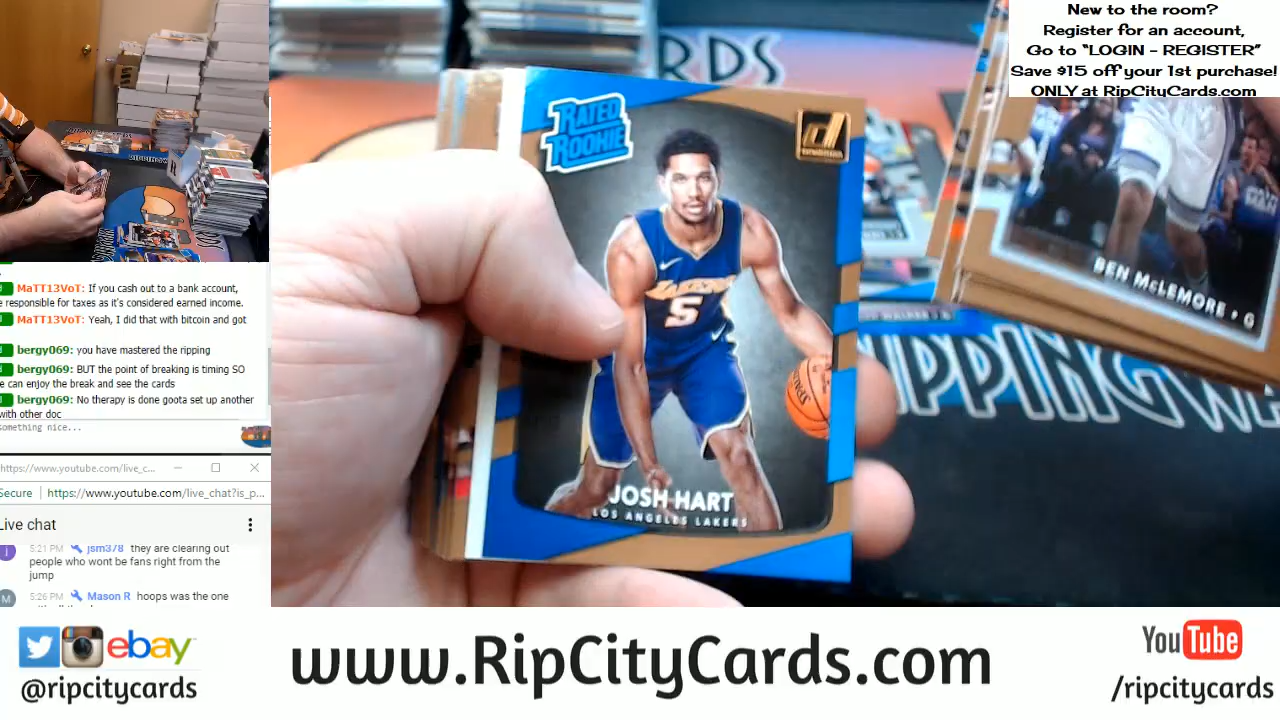 New to the room?
Register for an account,
Go to “LOGIN - REGISTER”
Save $15 off your 1st purchase!
ONLY at RipCityCards.com
RATED
ROOKIE
LAKERS
5
SPALDING
JOSH HART
LOS ANGELES LAKERS
BEN McLEMORE • G
RDS
IPPINGWA
MaTT13VoT: If you cash out to a bank account,
e responsible for taxes as it's considered earned income.
MaTT13VoT: Yeah, I did that with bitcoin and got
bergy069: you have mastered the ripping
bergy069: BUT the point of breaking is timing SO
e can enjoy the break and see the cards
bergy069: No therapy is done goota set up another
with other doc
something nice...
https://www.youtube.com/live_c...
Secure
https://www.youtube.com/live_chat?is_p...
Live chat
5:21 PM jsm378 they are clearing out
people who wont be fans right from the
jump
5:26 PM Mason R hoops was the one
ebay
@ripcitycards
www.RipCityCards.com
YouTube
/ripcitycards